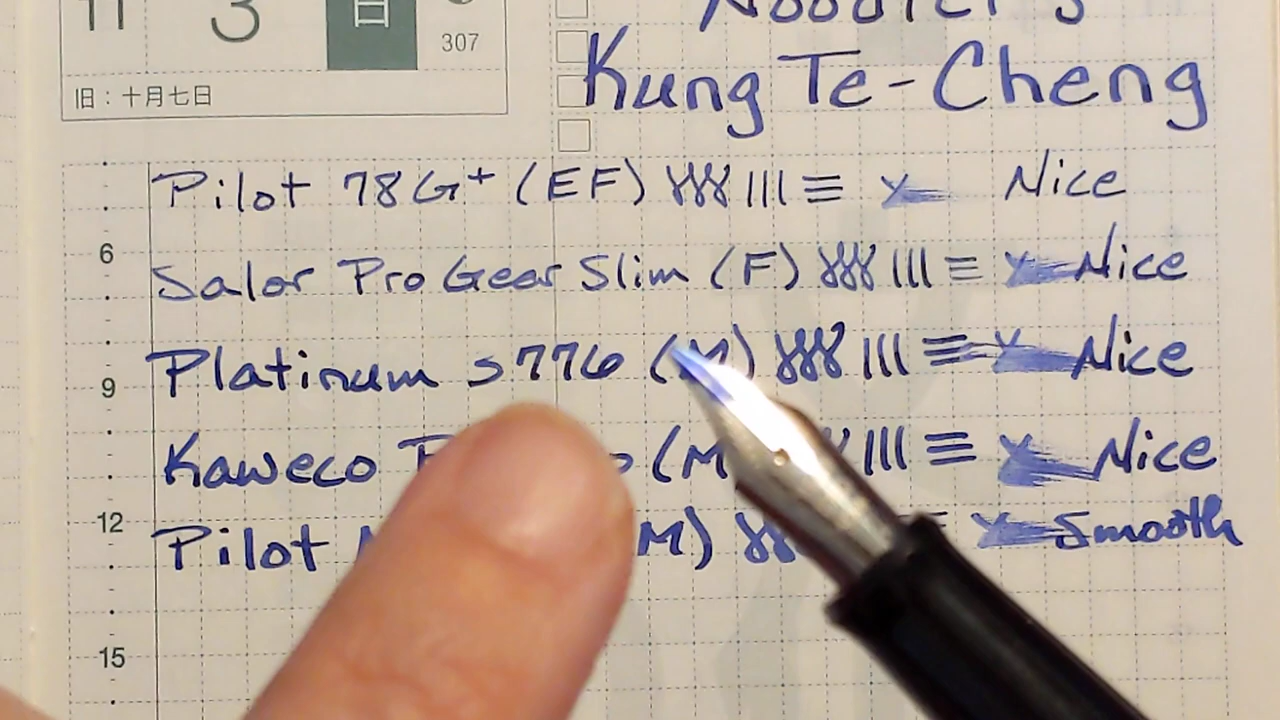 11 3 日
307
旧：十月七日
Noodler's
Kung Te-Cheng
Pilot 78G+ (EF) Nice
6
Sailor Pro Gear Slim (F) x Nice
Platinum 3776 (M) x Nice
9
Kaweco (M x Nice
12
Pilot M) x Smooth
15